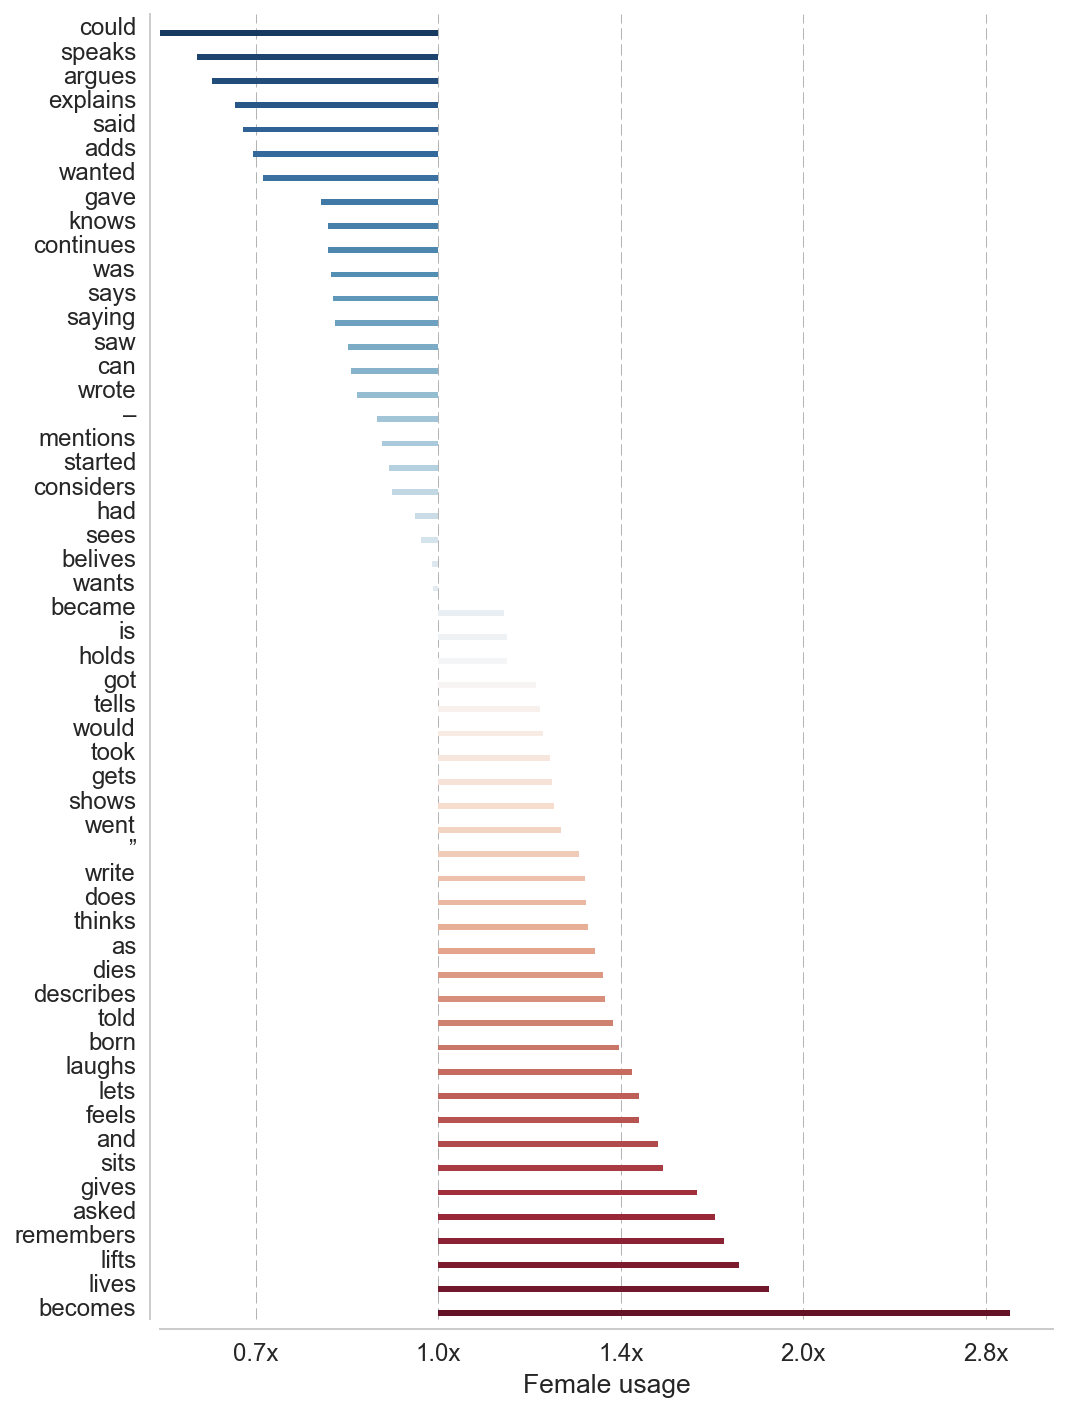 could
speaks
argues
explains
said
adds
wanted
gave
knows
continues
was
says
saying
saw
can
wrote
–
mentions
started
considers
had
sees
belives
wants
became
is
holds
got
tells
would
took
gets
shows
went
”
write
does
thinks
as
dies
describes
told
born
laughs
lets
feels
and
sits
gives
asked
remembers
lifts
lives
becomes
0.7x 1.0x 1.4x 2.0x 2.8x
Female usage